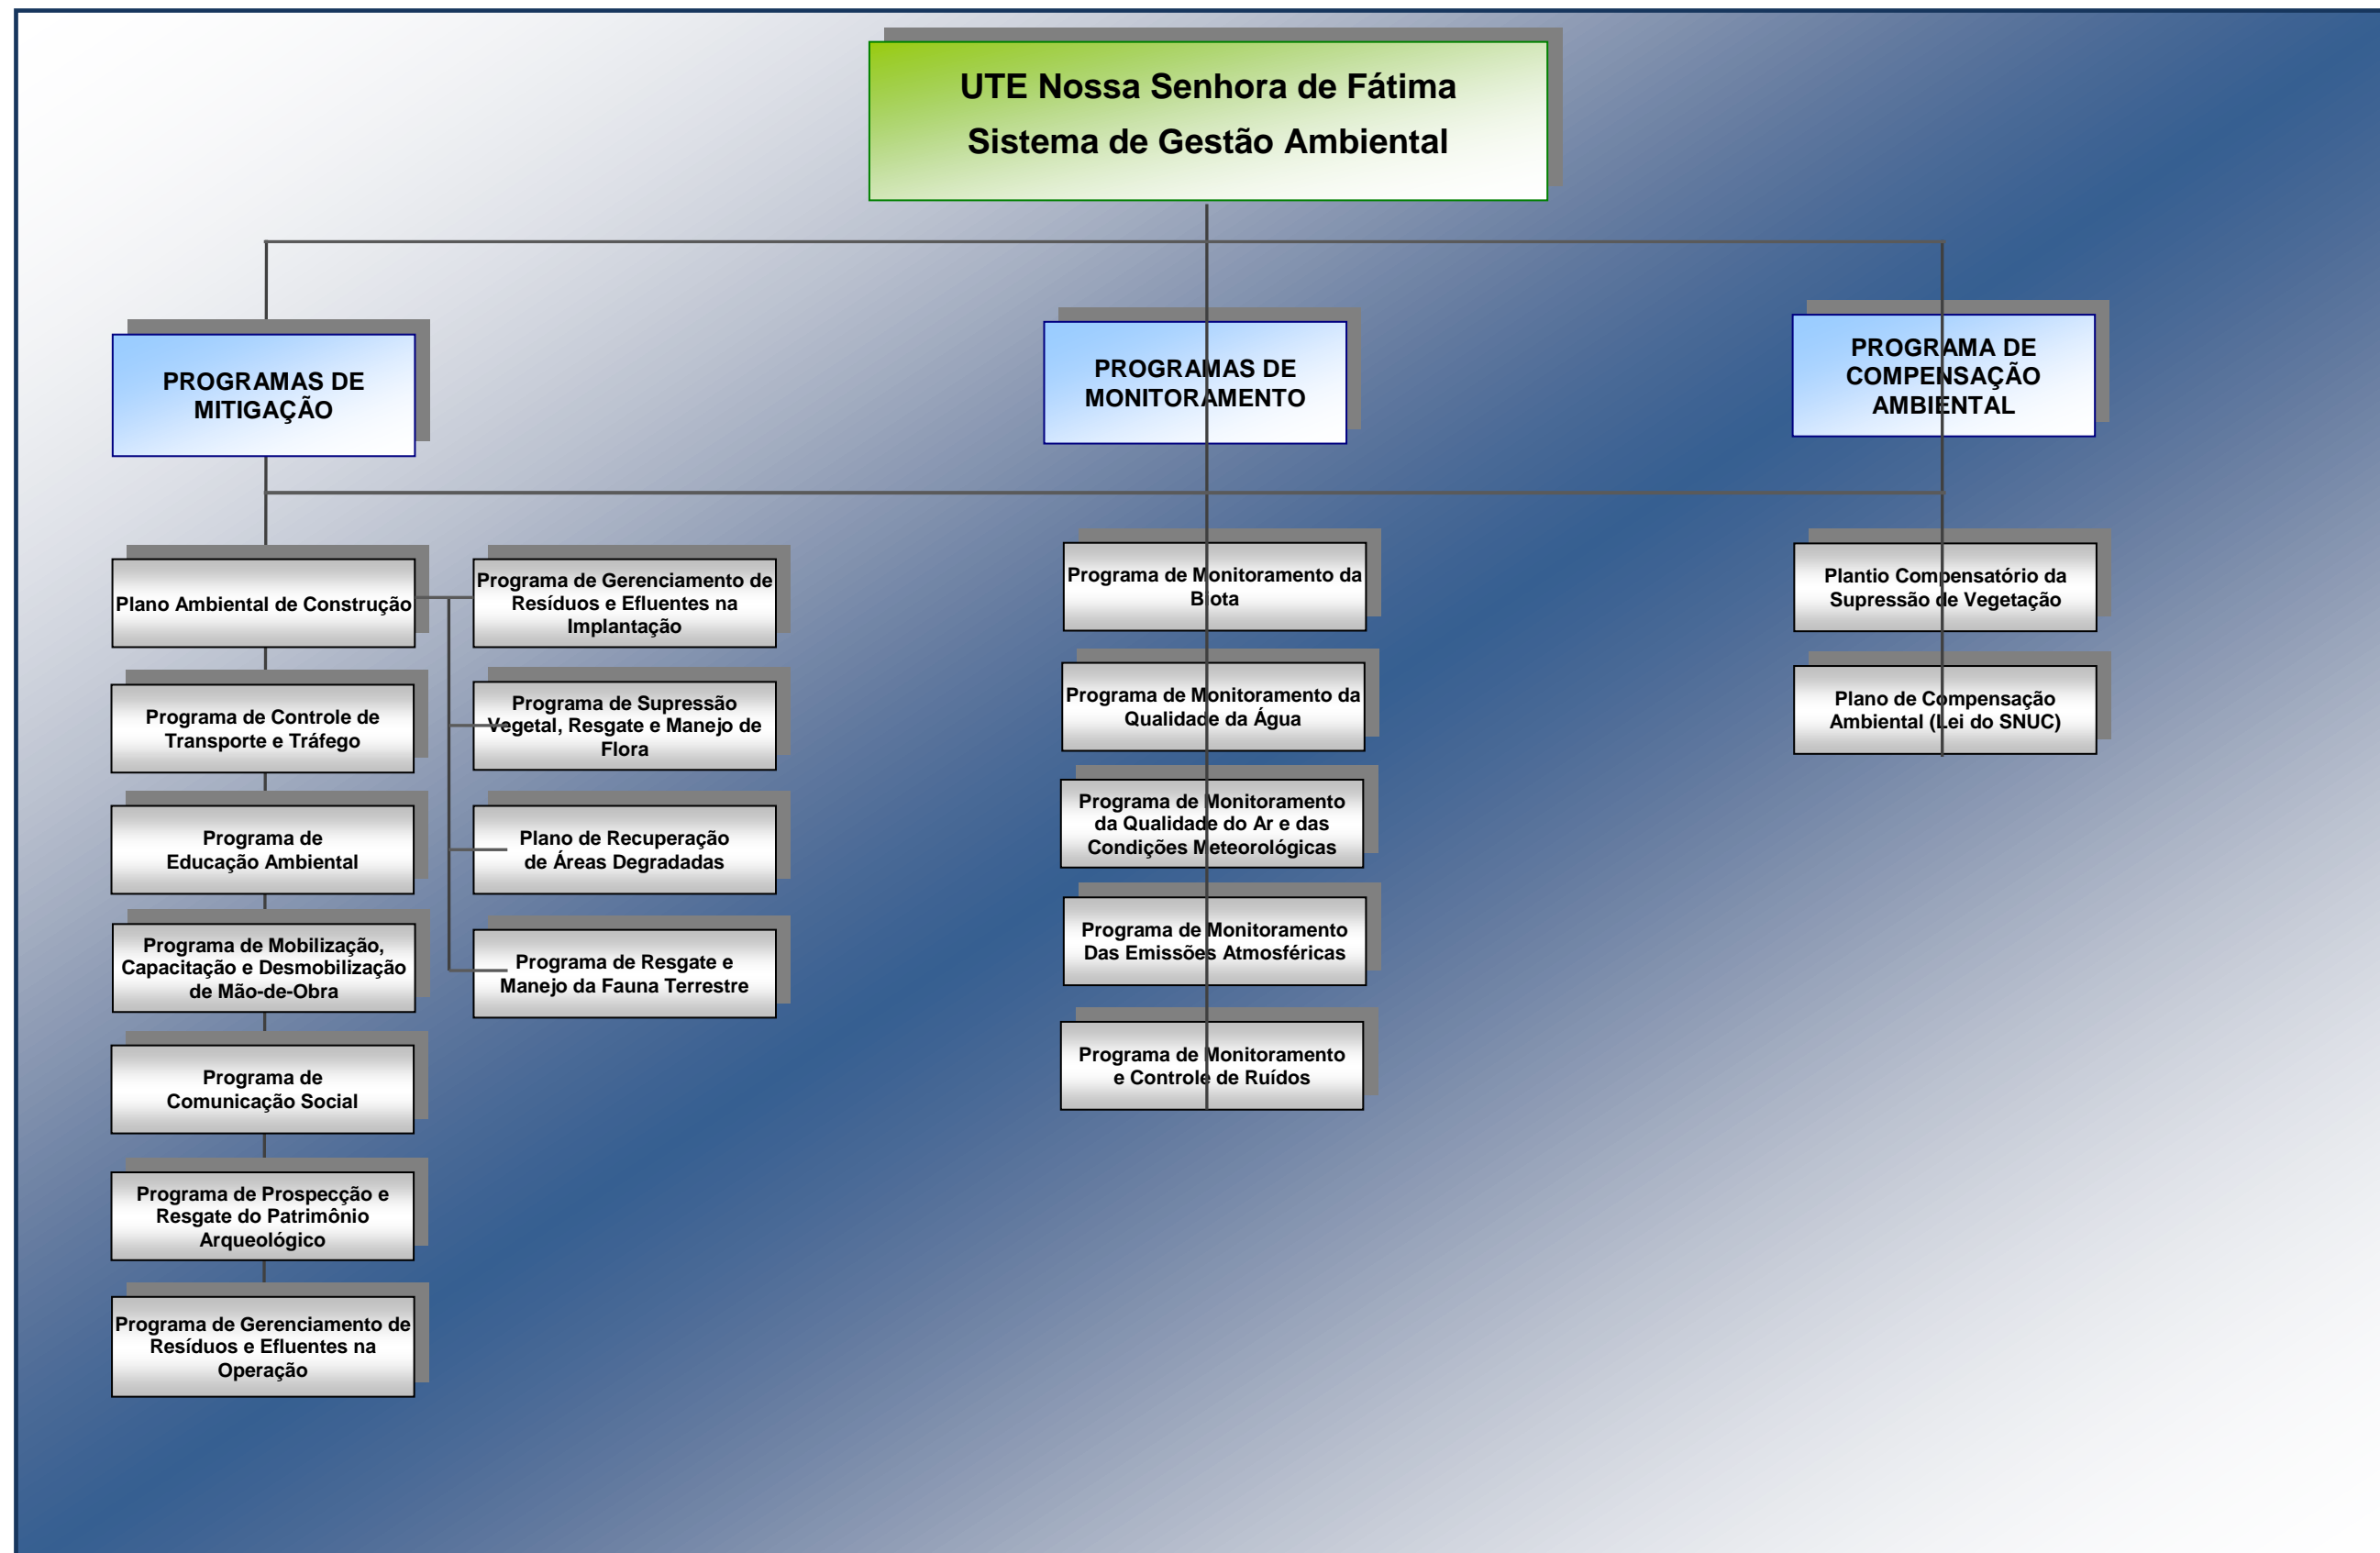 UTE Nossa Senhora de Fátima
Sistema de Gestão Ambiental
PROGRAMAS DE
MITIGAÇÃO
PROGRAMAS DE
MONITORAMENTO
PROGRAMA DE
COMPENSAÇÃO
AMBIENTAL
Plano Ambiental de Construção
Programa de Controle de
Transporte e Tráfego
Programa de
Educação Ambiental
Programa de Mobilização,
Capacitação e Desmobilização
de Mão-de-Obra
Programa de
Comunicação Social
Programa de Prospecção e
Resgate do Patrimônio
Arqueológico
Programa de Gerenciamento de
Resíduos e Efluentes na
Operação
Programa de Gerenciamento de
Resíduos e Efluentes na
Implantação
Programa de Supressão
Vegetal, Resgate e Manejo de
Flora
Plano de Recuperação
de Áreas Degradadas
Programa de Resgate e
Manejo da Fauna Terrestre
Programa de Monitoramento da
Biota
Programa de Monitoramento da
Qualidade da Água
Programa de Monitoramento
da Qualidade do Ar e das
Condições Meteorológicas
Programa de Monitoramento
Das Emissões Atmosféricas
Programa de Monitoramento
e Controle de Ruídos
Plantio Compensatório da
Supressão de Vegetação
Plano de Compensação
Ambiental (Lei do SNUC)